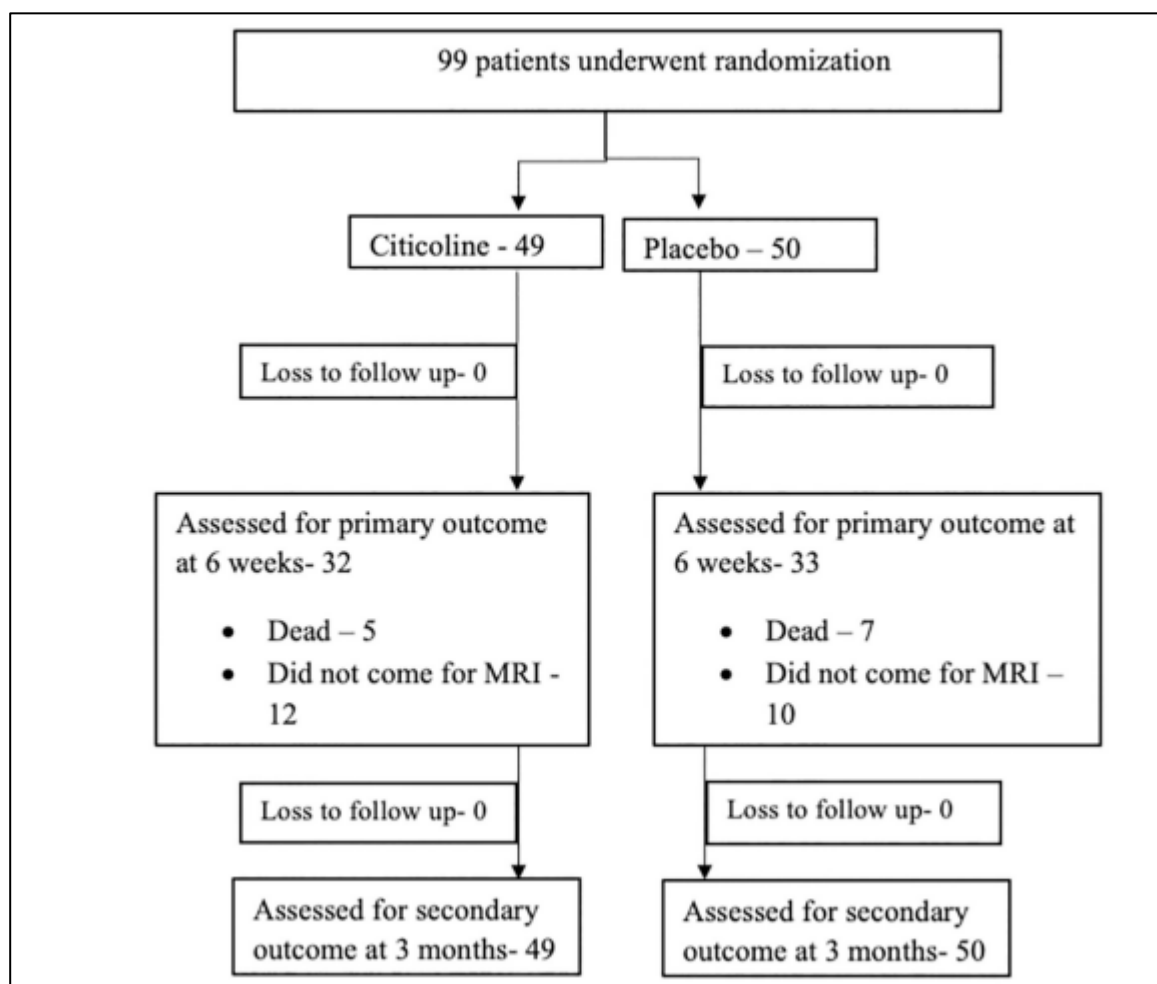 99 patients underwent randomization
Citicoline - 49
Placebo – 50
Loss to follow up- 0
Loss to follow up- 0
Assessed for primary outcome
at 6 weeks- 32
• Dead – 5
• Did not come for MRI -
12
Assessed for primary outcome at
6 weeks- 33
• Dead – 7
• Did not come for MRI –
10
Loss to follow up- 0
Loss to follow up- 0
Assessed for secondary
outcome at 3 months- 49
Assessed for secondary
outcome at 3 months- 50